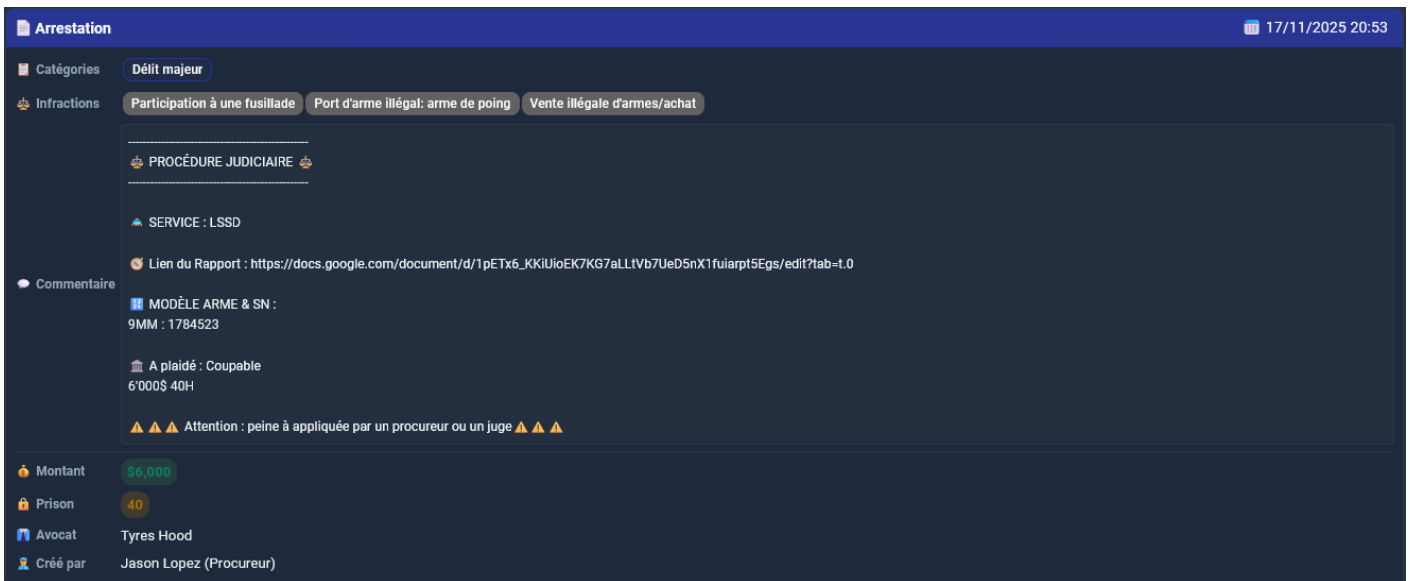 Arrestation 17/11/2025 20:53
Catégories Délit majeur
Infractions Participation à une fusillade Port d'arme illégal: arme de poing Vente illégale d'armes/achat
Commentaire
--------------------------------------------------
PROCÉDURE JUDICIAIRE
--------------------------------------------------
SERVICE : LSSD
Lien du Rapport : https://docs.google.com/document/d/1pETx6_KKiUioEK7KG7aLLtVb7UeD5nX1fuiarpt5Egs/edit?tab=t.0
MODÈLE ARME & SN :
9MM : 1784523
A plaidé : Coupable
6'000$ 40H
Attention : peine à appliquée par un procureur ou un juge
Montant $6,000
Prison 40
Avocat Tyres Hood
Créé par Jason Lopez (Procureur)